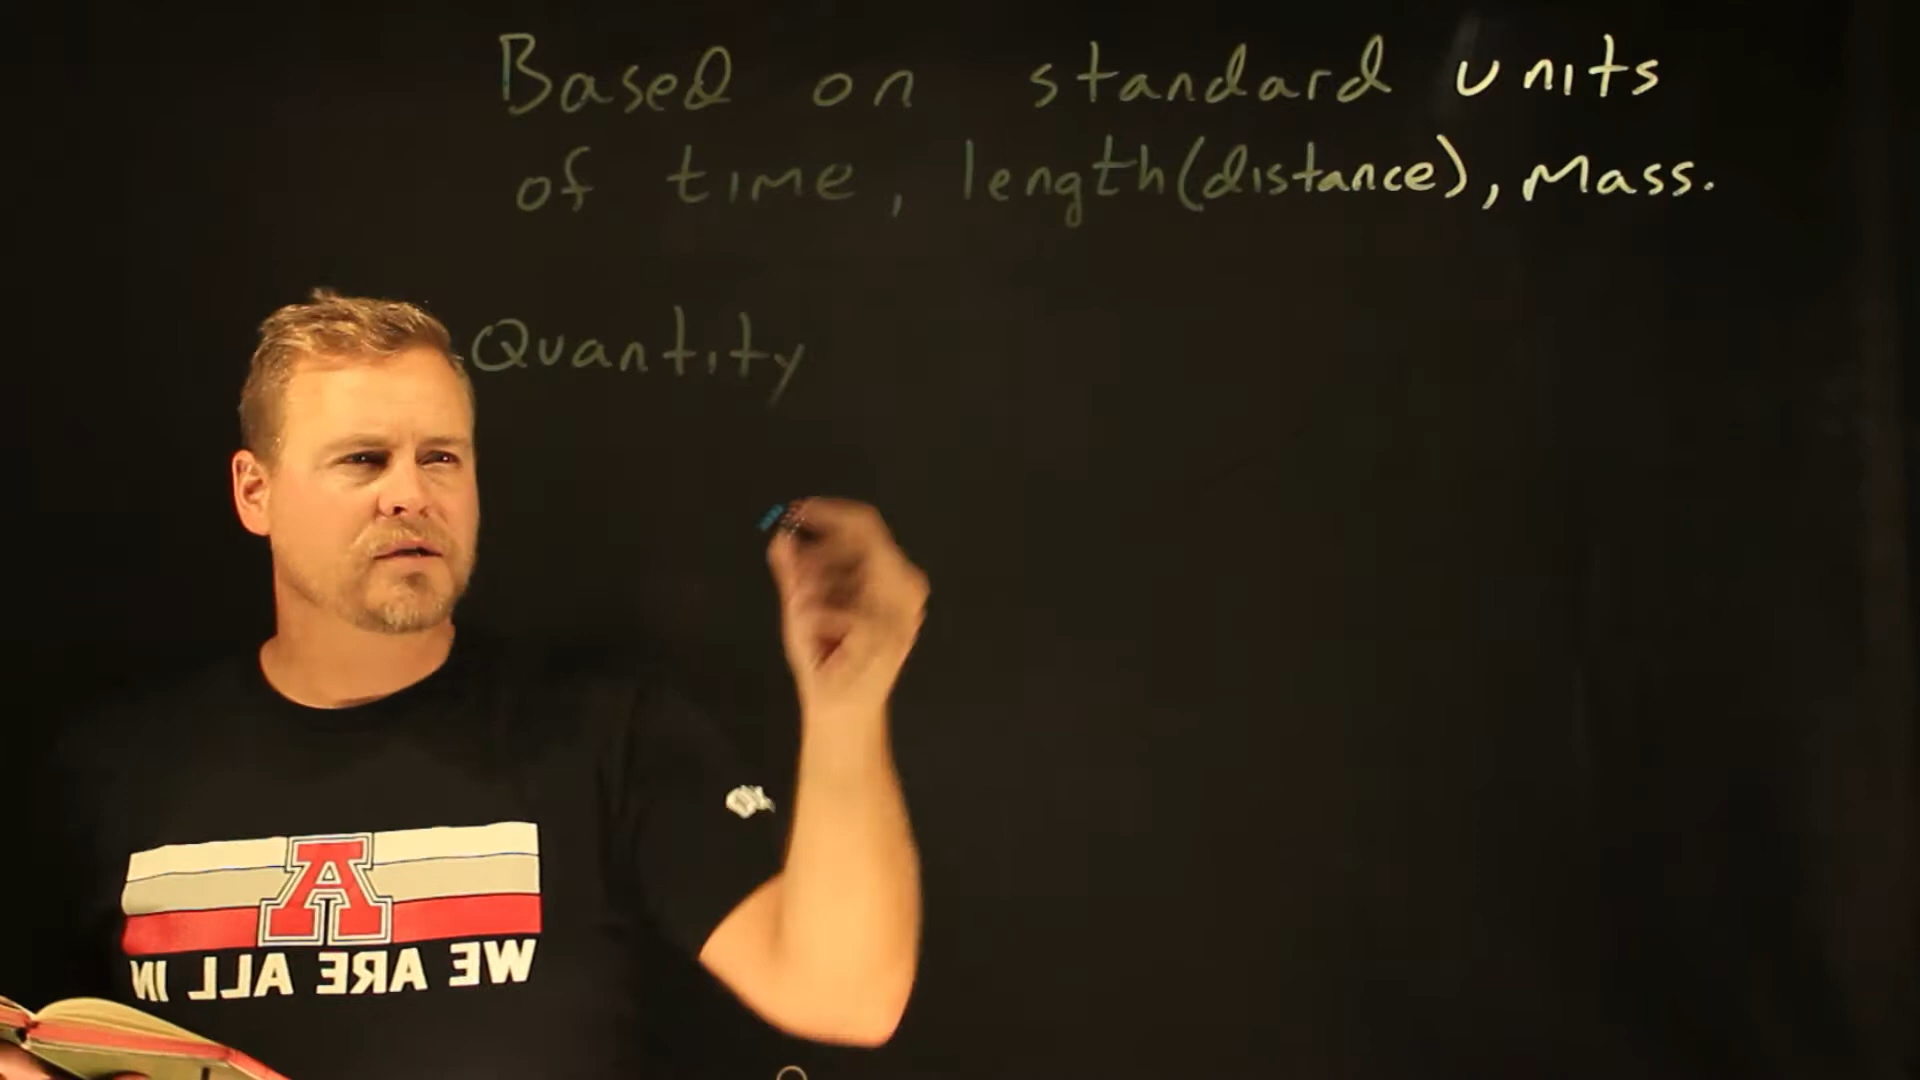 Based on standard units
of time, length(distance), Mass.
Quantity
A
WE ARE ALL IN